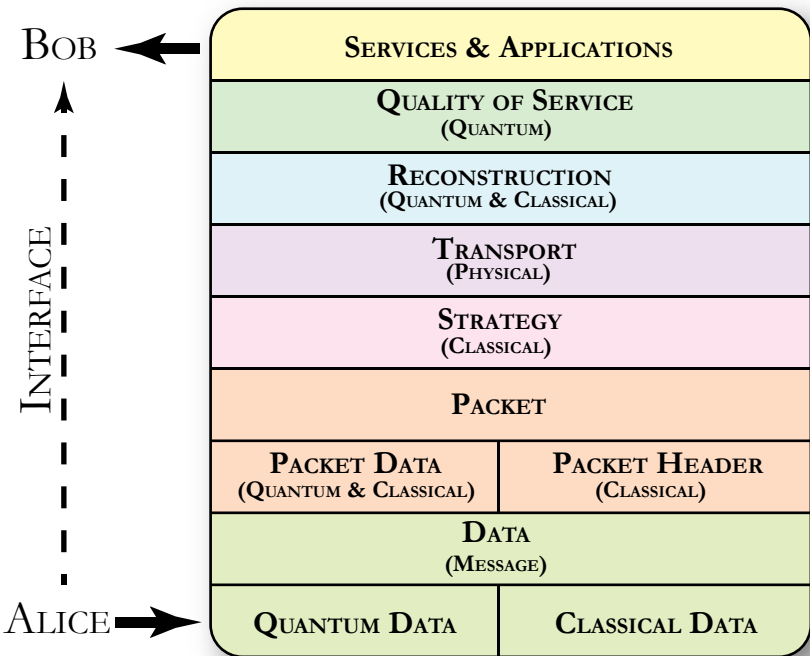 BOB
SERVICES & APPLICATIONS
QUALITY OF SERVICE
(QUANTUM)
RECONSTRUCTION
(QUANTUM & CLASSICAL)
TRANSPORT
(PHYSICAL)
STRATEGY
(CLASSICAL)
INTERFACE
PACKET
PACKET DATA
(QUANTUM & CLASSICAL)
PACKET HEADER
(CLASSICAL)
DATA
(MESSAGE)
ALICE
QUANTUM DATA
CLASSICAL DATA